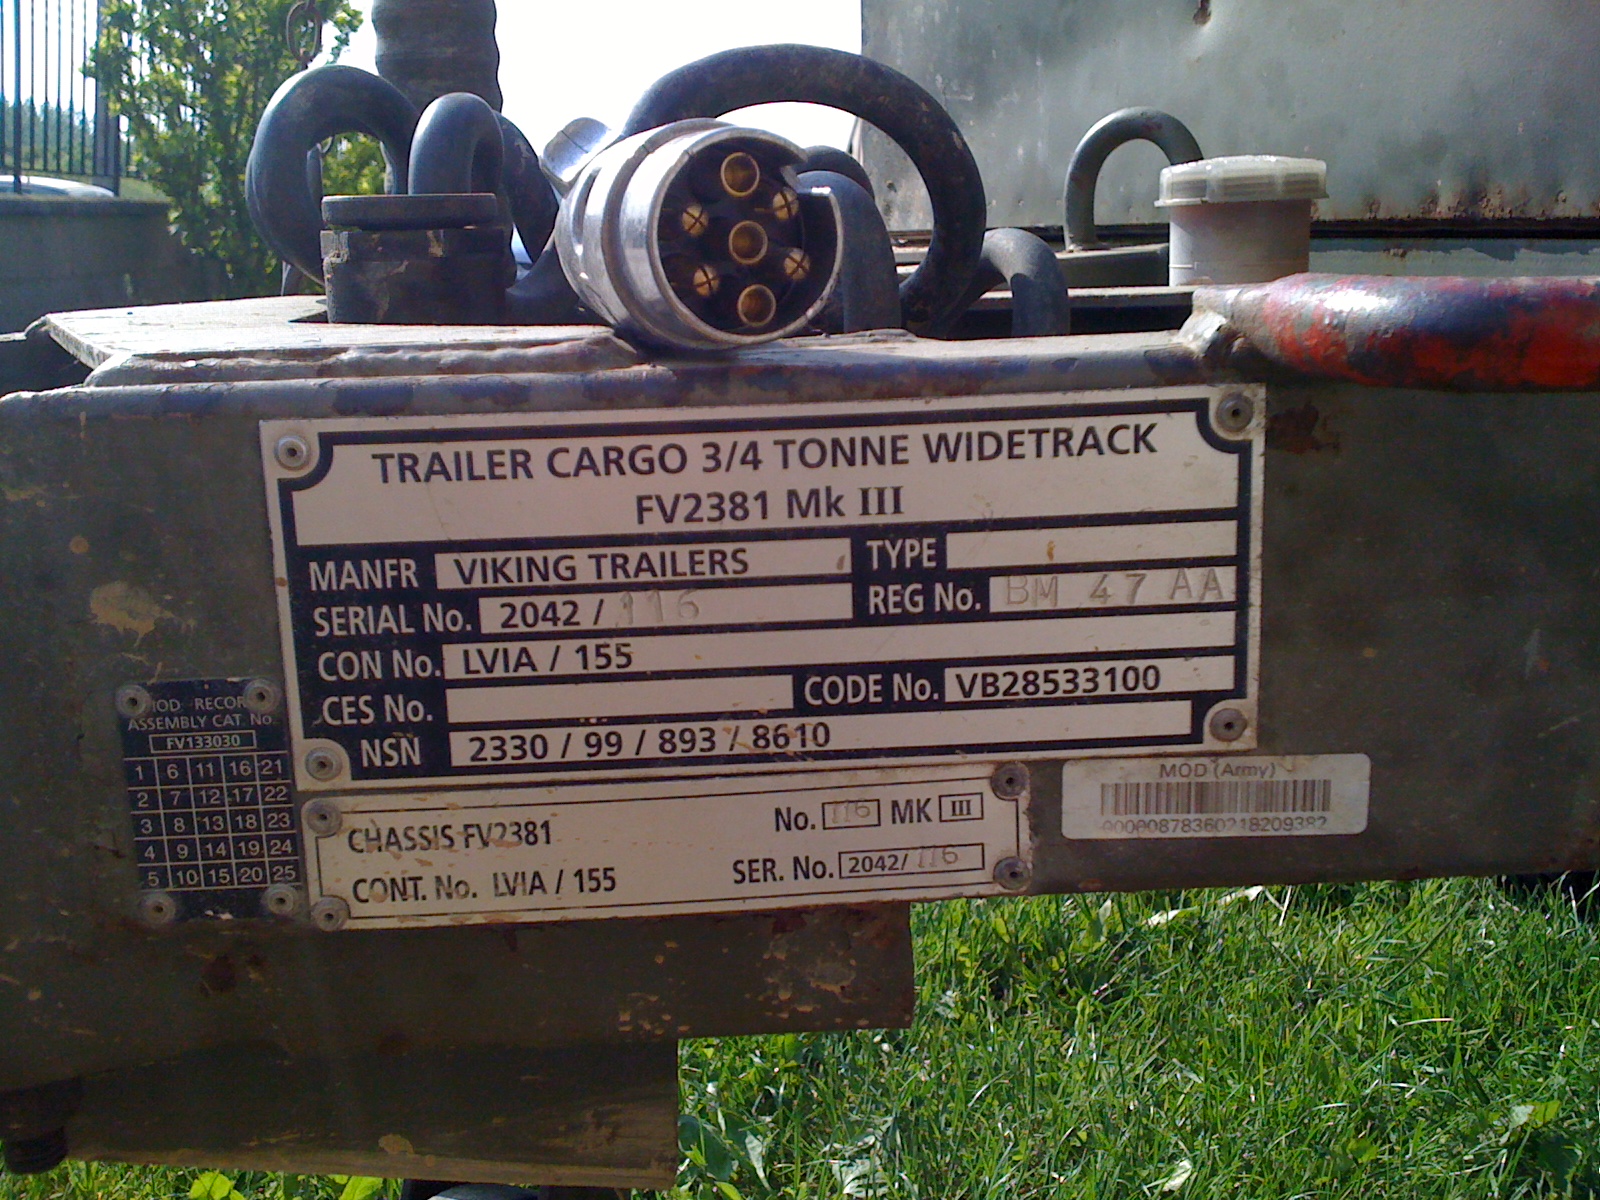 TRAILER CARGO 3/4 TONNE WIDETRACK
FV2381 Mk III
MANFR VIKING TRAILERS TYPE
SERIAL No. 2042 / 116 REG No. BM 47 AA
CON No. LVIA / 155
CES No. CODE No. VB28533100
NSN 2330 / 99 / 893 / 8610
MOD RECORD
ASSEMBLY CAT. No.
FV133030
1 6 11 16 21
2 7 12 17 22
3 8 13 18 23
4 9 14 19 24
5 10 15 20 25
CHASSIS FV2381 No. 116 MK III
CONT. No. LVIA / 155 SER. No. 2042/ 116
MOD (Army)